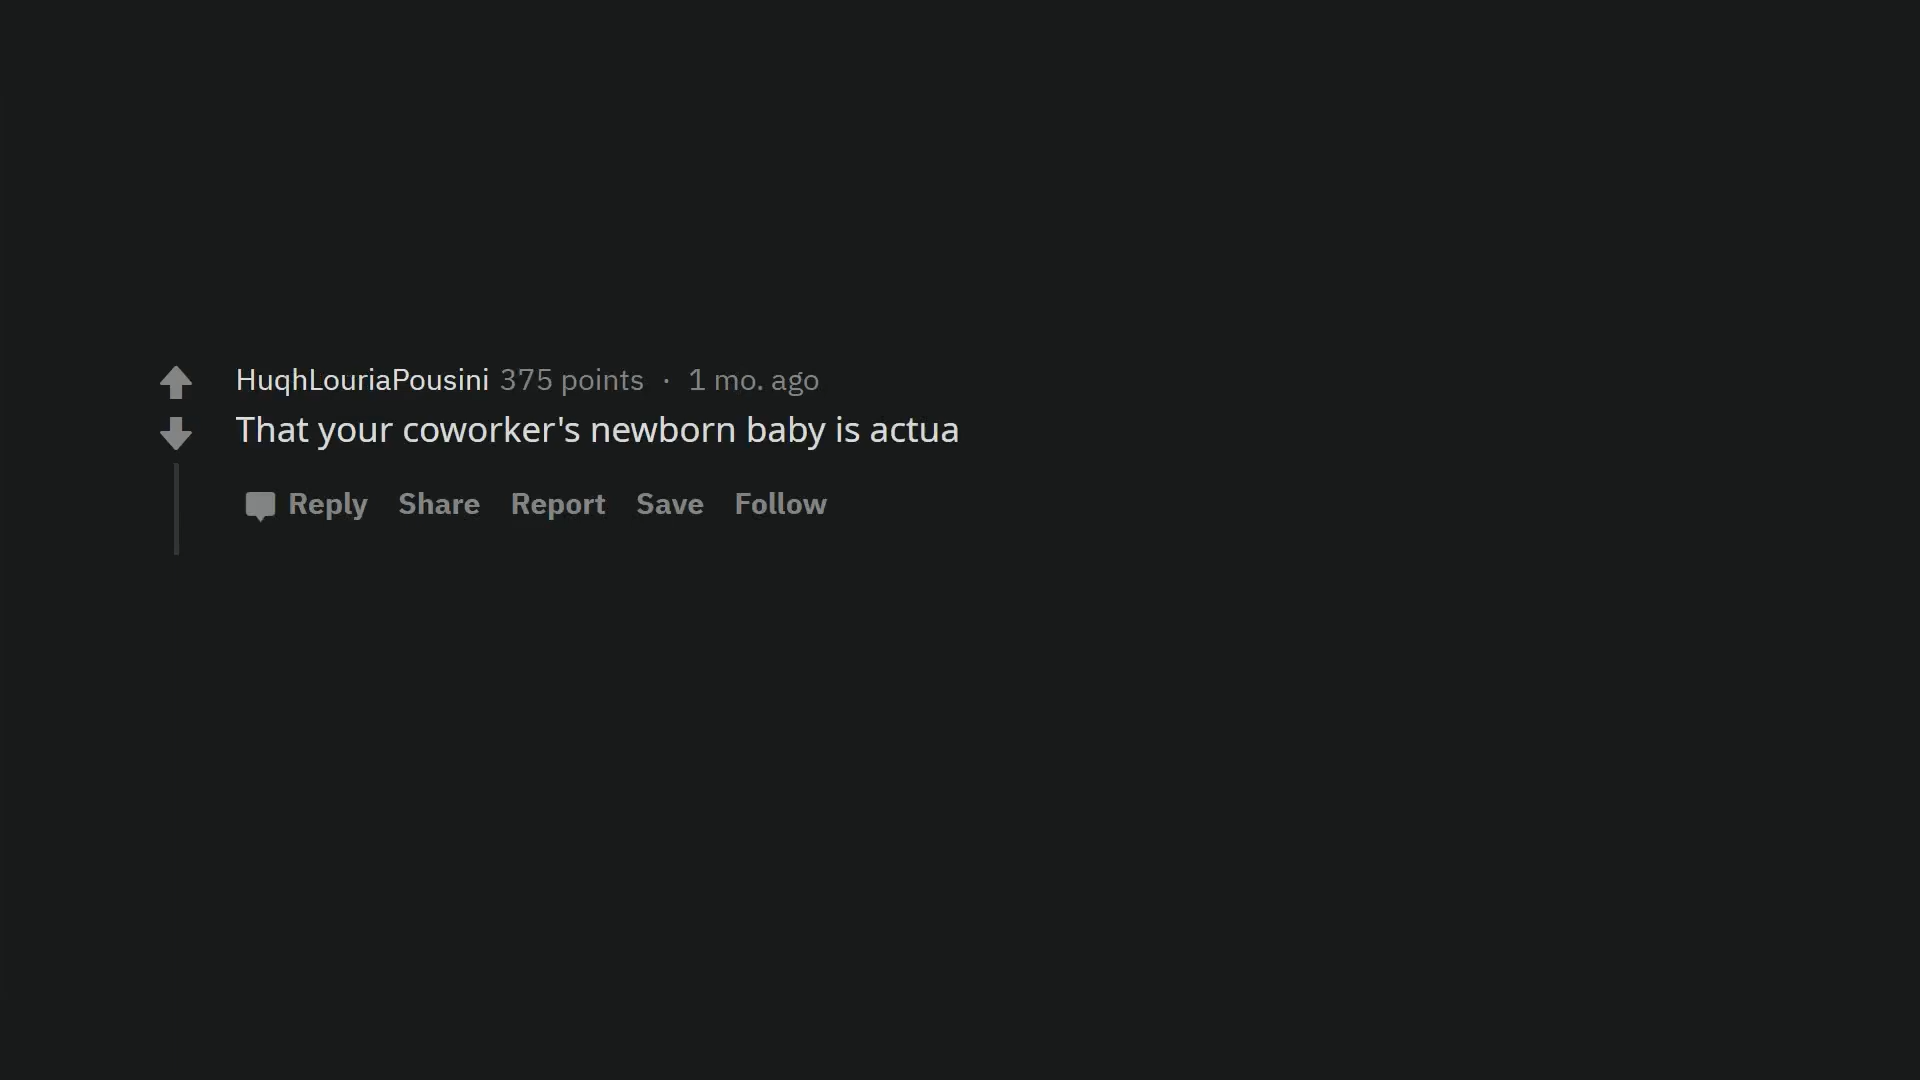 HuqhLouriaPousini 375 points · 1 mo. ago
That your coworker's newborn baby is actua
Reply Share Report Save Follow